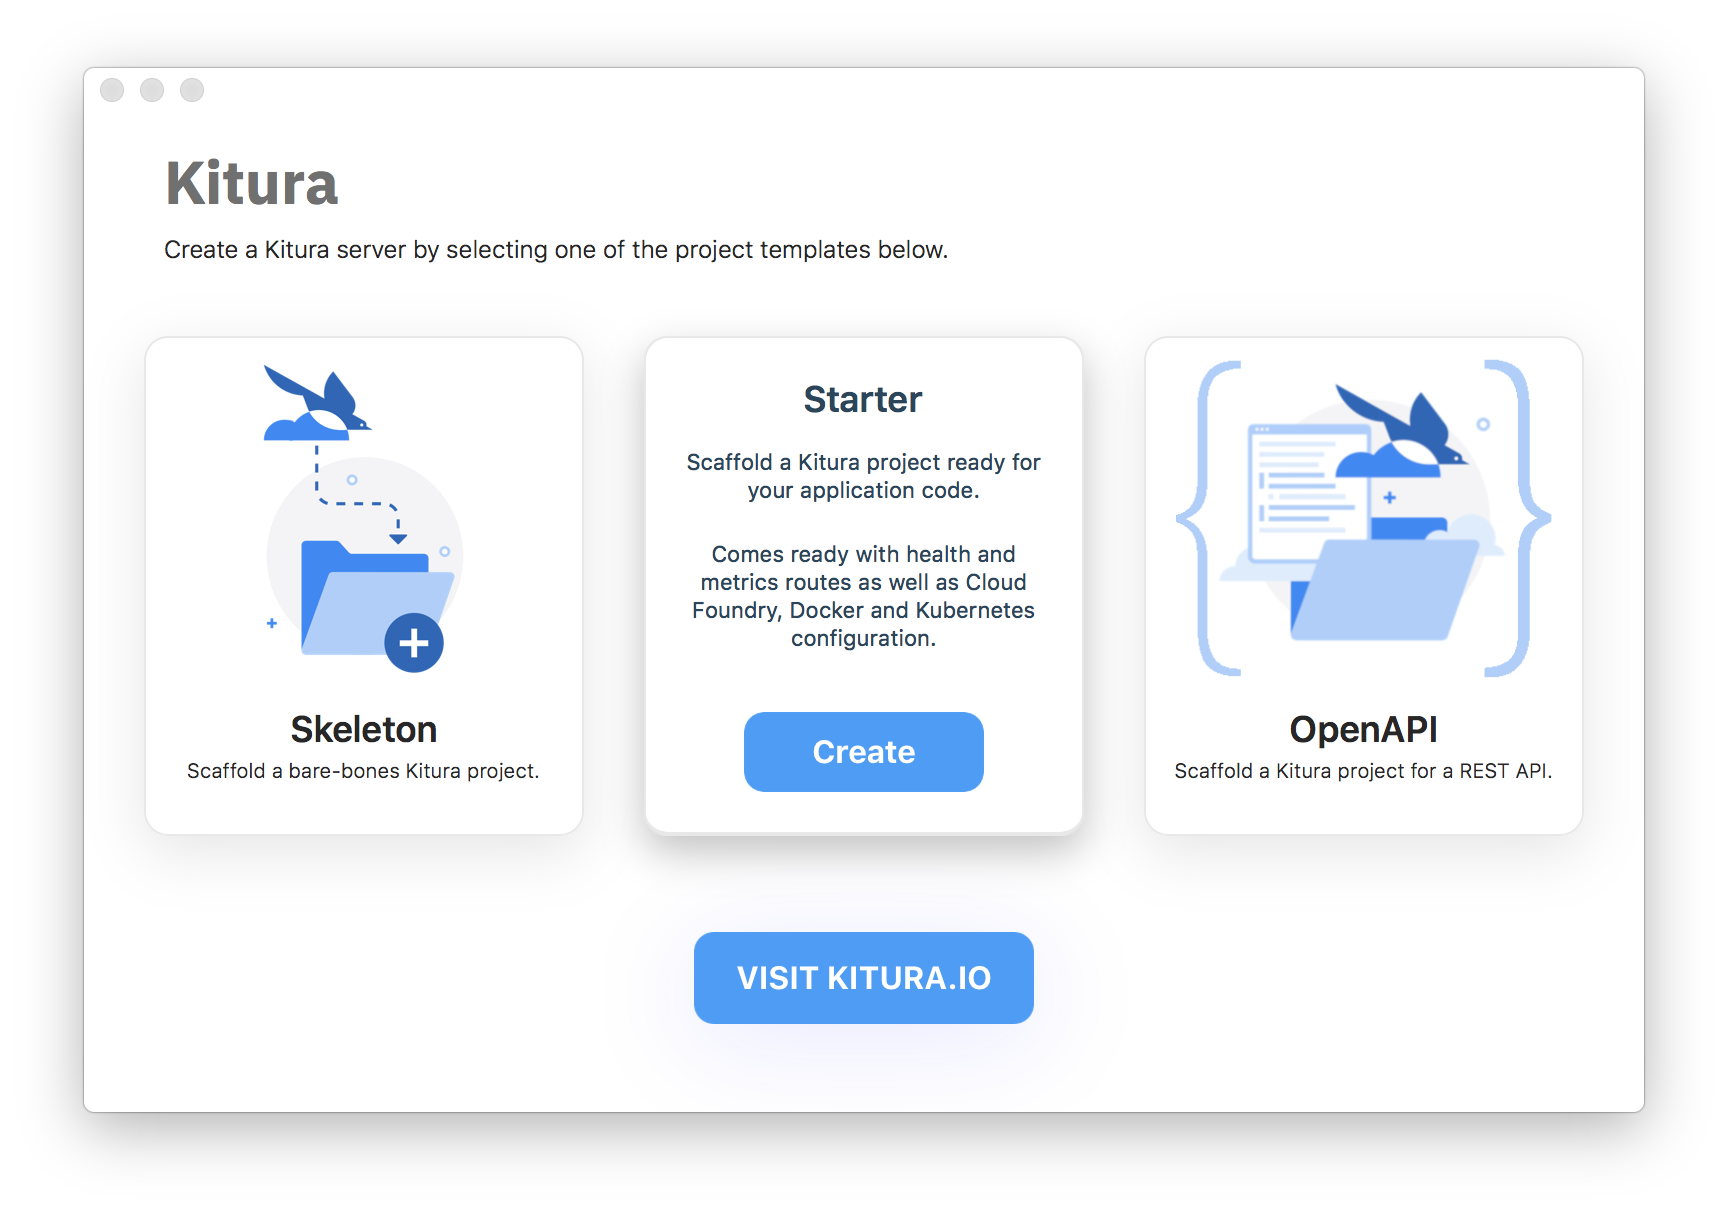 Kitura
Create a Kitura server by selecting one of the project templates below.
Skeleton
Scaffold a bare-bones Kitura project.
Starter
Scaffold a Kitura project ready for
your application code.
Comes ready with health and
metrics routes as well as Cloud
Foundry, Docker and Kubernetes
configuration.
Create
OpenAPI
Scaffold a Kitura project for a REST API.
VISIT KITURA.IO